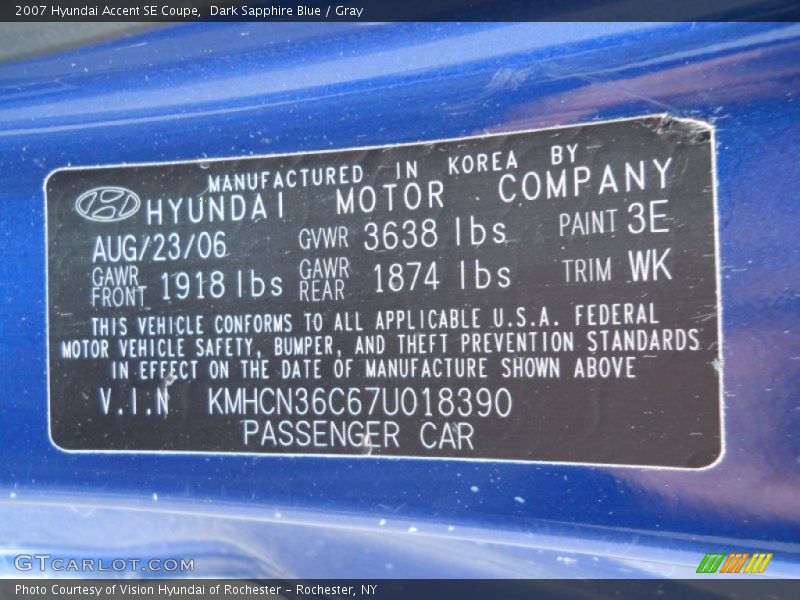 2007 Hyundai Accent SE Coupe, Dark Sapphire Blue / Gray
MANUFACTURED IN KOREA BY
HYUNDAI MOTOR COMPANY
AUG/23/06 GVWR 3638 lbs PAINT 3E
GAWR FRONT 1918 lbs GAWR REAR 1874 lbs TRIM WK
THIS VEHICLE CONFORMS TO ALL APPLICABLE U.S.A. FEDERAL
MOTOR VEHICLE SAFETY, BUMPER, AND THEFT PREVENTION STANDARDS
IN EFFECT ON THE DATE OF MANUFACTURE SHOWN ABOVE
V.I.N KMHCN36C67U018390
PASSENGER CAR
GTCARLOT.COM
Photo Courtesy of Vision Hyundai of Rochester - Rochester, NY